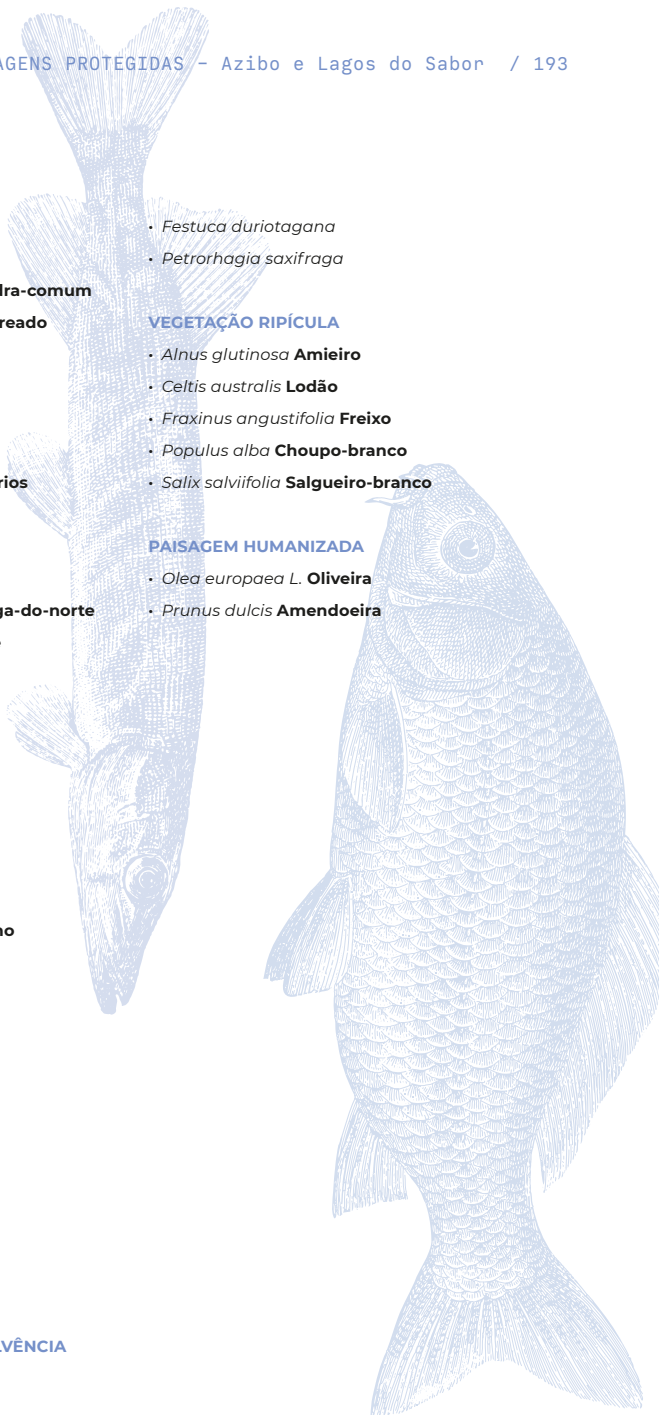 AGENS PROTEGIDAS – Azibo e Lagos do Sabor / 193
dra-comum
reado
rios
ga-do-norte
no
LVÊNCIA
• Festuca duriotagana
• Petrorhagia saxifraga
VEGETAÇÃO RIPÍCULA
• Alnus glutinosa Amieiro
• Celtis australis Lodão
• Fraxinus angustifolia Freixo
• Populus alba Choupo-branco
• Salix salviifolia Salgueiro-branco
PAISAGEM HUMANIZADA
• Olea europaea L. Oliveira
• Prunus dulcis Amendoeira